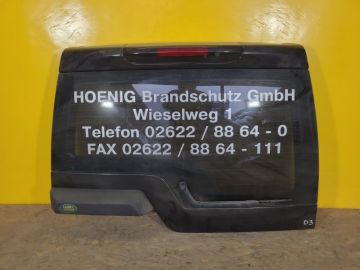 HOENIG Brandschutz GmbH
Wieselweg 1
Telefon 02622 / 88 64 - 0
FAX 02622 / 88 64 - 111
D3